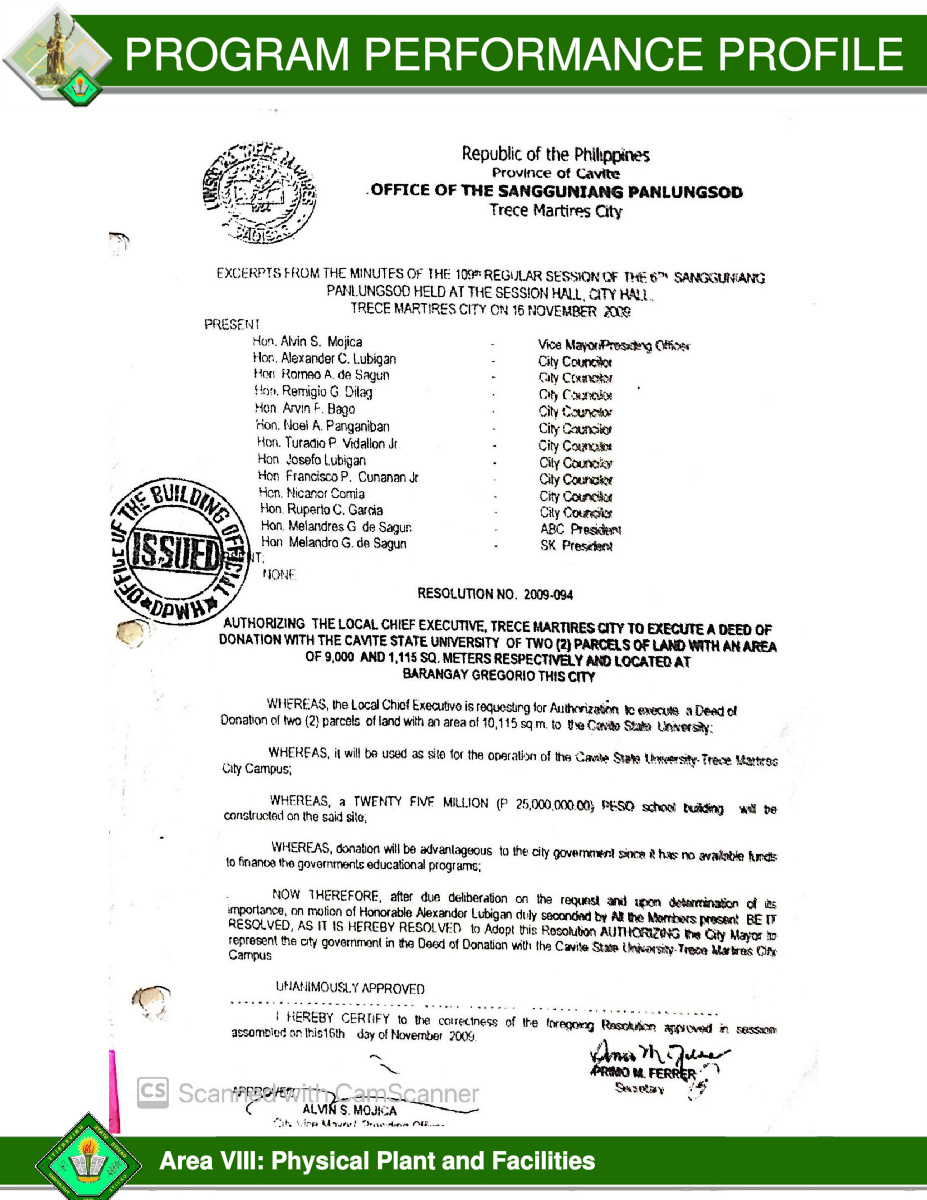 PROGRAM PERFORMANCE PROFILE
Republic of the Philippines
Province of Cavite
OFFICE OF THE SANGGUNIANG PANLUNGSOD
Trece Martires City
EXCERPTS FROM THE MINUTES OF THE 109th REGULAR SESSION OF THE 6TH SANGGUNIANG
PANLUNGSOD HELD AT THE SESSION HALL, CITY HALL,
TRECE MARTIRES CITY ON 16 NOVEMBER 2009
PRESENT
Hon. Alvin S. Mojica - Vice Mayor/Presiding Officer
Hon. Alexander C. Lubigan - City Councilor
Hon. Romeo A. de Sagun - City Councilor
Hon. Remigio G. Dilag - City Councilor
Hon. Arvin F. Bago - City Councilor
Hon. Noel A. Panganiban - City Councilor
Hon. Turadio P. Vidallon Jr. - City Councilor
Hon. Josefo Lubigan - City Councilor
Hon. Francisco P. Cunanan Jr - City Councilor
Hon. Nicanor Comia - City Councilor
Hon. Ruperto C. Garcia - City Councilor
Hon. Melandres G. de Sagun - ABC President
Hon. Melandro G. de Sagun - SK President
NONE
OFFICE OF THE BUILDING OFFICIAL
ISSUED
DPWH
RESOLUTION NO. 2009-094
AUTHORIZING THE LOCAL CHIEF EXECUTIVE, TRECE MARTIRES CITY TO EXECUTE A DEED OF
DONATION WITH THE CAVITE STATE UNIVERSITY OF TWO (2) PARCELS OF LAND WITH AN AREA
OF 9,000 AND 1,115 SQ. METERS RESPECTIVELY AND LOCATED AT
BARANGAY GREGORIO THIS CITY
WHEREAS, the Local Chief Executive is requesting for Authorization to execute a Deed of
Donation of two (2) parcels of land with an area of 10,115 sq m. to the Cavite State University;
WHEREAS, it will be used as site for the operation of the Cavite State University-Trece Martires
City Campus;
WHEREAS, a TWENTY FIVE MILLION (P 25,000,000.00) PESO school building will be
constructed on the said site;
WHEREAS, donation will be advantageous to the city government since it has no available funds
to finance the governments educational programs;
NOW THEREFORE, after due deliberation on the request and upon determination of its
importance, on motion of Honorable Alexander Lubigan duly seconded by All the Members present BE IT
RESOLVED, AS IT IS HEREBY RESOLVED to Adopt this Resolution AUTHORIZING the City Mayor to
represent the city government in the Deed of Donation with the Cavite State University-Trece Martires City
Campus
UNANIMOUSLY APPROVED
I HEREBY CERTIFY to the correctness of the foregoing Resolution approved in session
assembled on this16th day of November 2009.
PRIMO M. FERRER
Secretary
APPROVED
CS Scanned with CamScanner
ALVIN S. MOJICA
City Vice Mayor/ Presiding Officer
Area VIII: Physical Plant and Facilities